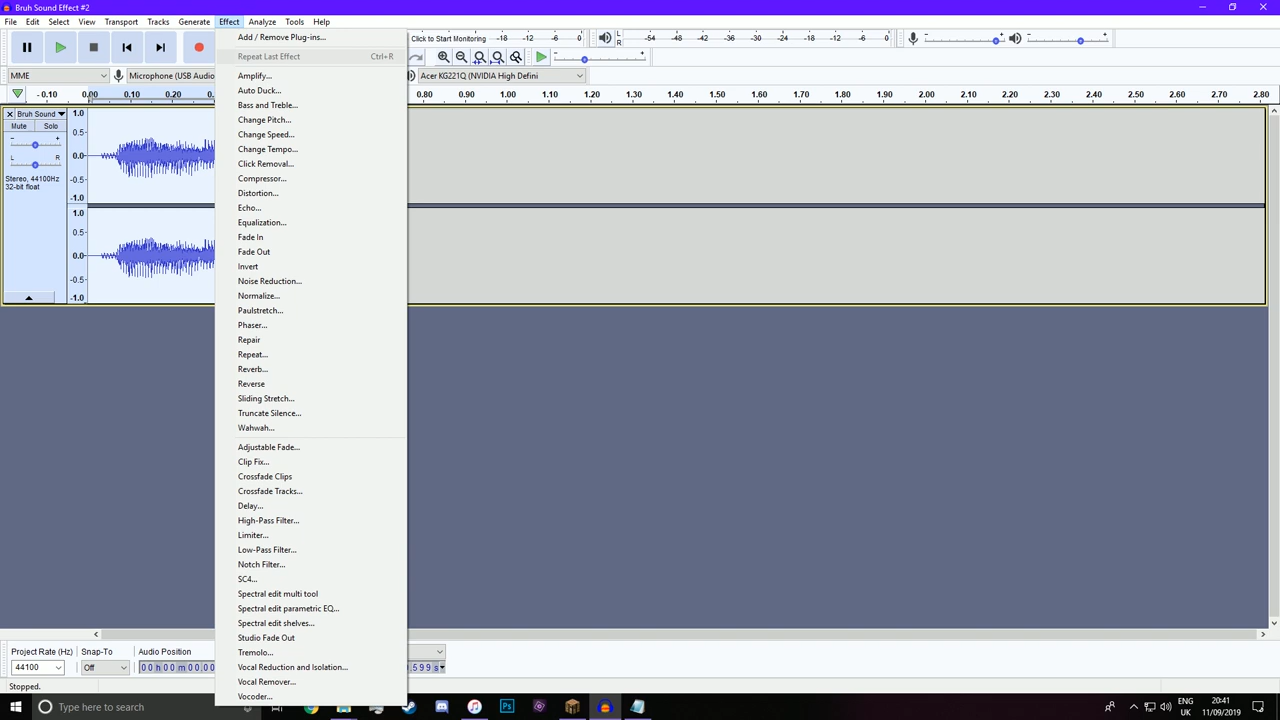 Bruh Sound Effect #2
File Edit Select View Transport Tracks Generate Effect Analyze Tools Help
Add / Remove Plug-ins...
Repeat Last Effect Ctrl+R
Amplify...
Auto Duck...
Bass and Treble...
Change Pitch...
Change Speed...
Change Tempo...
Click Removal...
Compressor...
Distortion...
Echo...
Equalization...
Fade In
Fade Out
Invert
Noise Reduction...
Normalize...
Paulstretch...
Phaser...
Repair
Repeat...
Reverb...
Reverse
Sliding Stretch...
Truncate Silence...
Wahwah...
Adjustable Fade...
Clip Fix...
Crossfade Clips
Crossfade Tracks...
Delay...
High-Pass Filter...
Limiter...
Low-Pass Filter...
Notch Filter...
SC4...
Spectral edit multi tool
Spectral edit parametric EQ...
Spectral edit shelves...
Studio Fade Out
Tremolo...
Vocal Reduction and Isolation...
Vocal Remover...
Vocoder...
Click to Start Monitoring -18 -12 -6 0 L R -54 -48 -42 -36 -30 -24 -18 -12 -6 0
MME Microphone (USB Audio Acer KG221Q (NVIDIA High Defini
-0.10 0.00 0.10 0.20 0.80 0.90 1.00 1.10 1.20 1.30 1.40 1.50 1.60 1.70 1.80 1.90 2.00 2.10 2.20 2.30 2.40 2.50 2.60 2.70 2.80
Bruh Sound
Mute Solo
- +
L R
Stereo, 44100Hz
32-bit float
1.0
0.5
0.0
-0.5
-1.0
1.0
0.5
0.0
-0.5
-1.0
Project Rate (Hz) Snap-To Audio Position
44100 Off 00h00m00.00 .599s
Stopped.
Type here to search
ENG 20:41
UK 11/09/2019